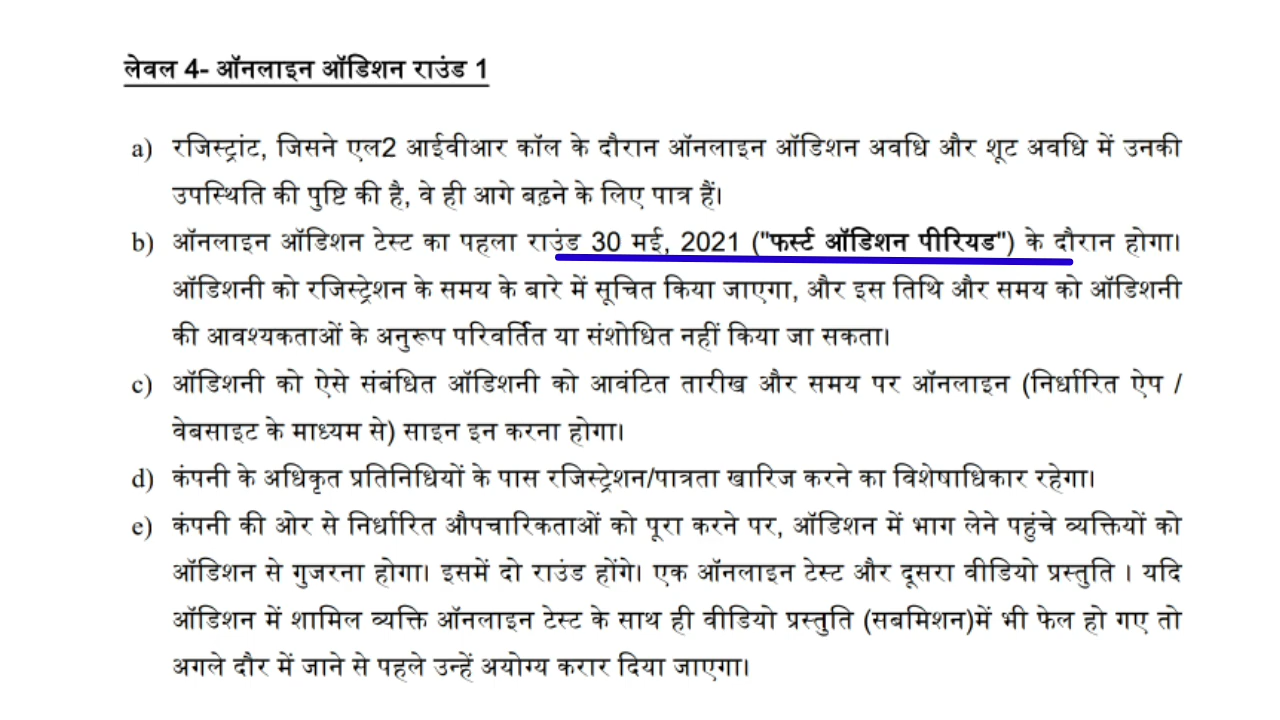 लेवल 4- ऑनलाइन ऑडिशन राउंड 1
a) रजिस्ट्रांट, जिसने एल2 आईवीआर कॉल के दौरान ऑनलाइन ऑडिशन अवधि और शूट अवधि में उनकी
उपस्थिति की पुष्टि की है, वे ही आगे बढ़ने के लिए पात्र हैं।
b) ऑनलाइन ऑडिशन टेस्ट का पहला राउंड 30 मई, 2021 ("फर्स्ट ऑडिशन पीरियड") के दौरान होगा।
ऑडिशनी को रजिस्ट्रेशन के समय के बारे में सूचित किया जाएगा, और इस तिथि और समय को ऑडिशनी
की आवश्यकताओं के अनुरूप परिवर्तित या संशोधित नहीं किया जा सकता।
c) ऑडिशनी को ऐसे संबंधित ऑडिशनी को आवंटित तारीख और समय पर ऑनलाइन (निर्धारित ऐप /
वेबसाइट के माध्यम से) साइन इन करना होगा।
d) कंपनी के अधिकृत प्रतिनिधियों के पास रजिस्ट्रेशन/पात्रता खारिज करने का विशेषाधिकार रहेगा।
e) कंपनी की ओर से निर्धारित औपचारिकताओं को पूरा करने पर, ऑडिशन में भाग लेने पहुंचे व्यक्तियों को
ऑडिशन से गुजरना होगा। इसमें दो राउंड होंगे। एक ऑनलाइन टेस्ट और दूसरा वीडियो प्रस्तुति । यदि
ऑडिशन में शामिल व्यक्ति ऑनलाइन टेस्ट के साथ ही वीडियो प्रस्तुति (सबमिशन)में भी फेल हो गए तो
अगले दौर में जाने से पहले उन्हें अयोग्य करार दिया जाएगा।